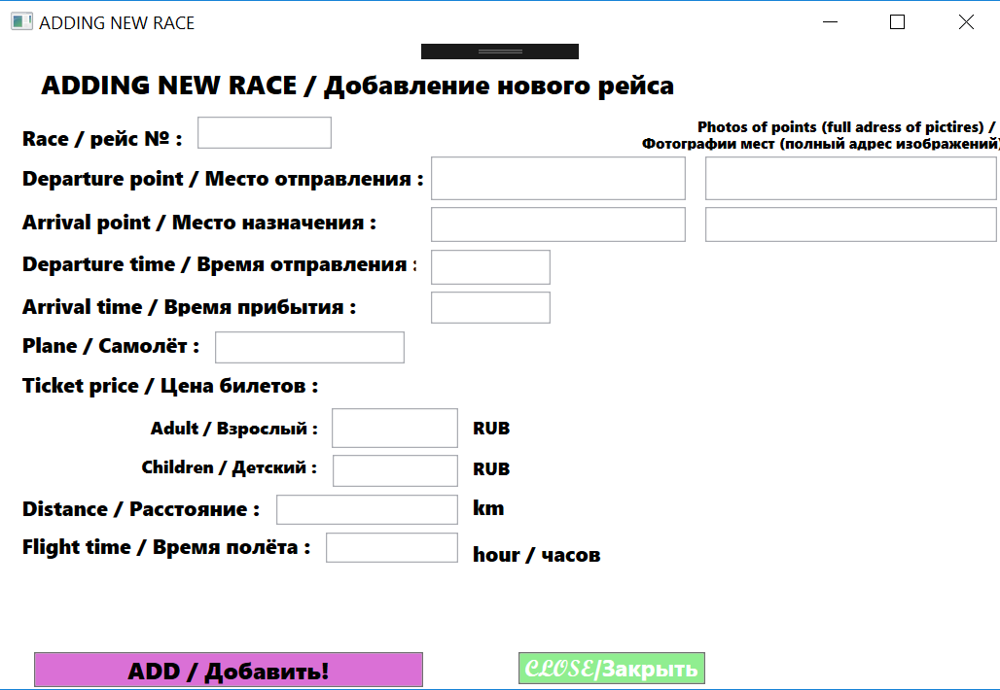 ADDING NEW RACE
ADDING NEW RACE / Добавление нового рейса
Race / рейс № :
Photos of points (full adress of pictires) /
Фотографии мест (полный адрес изображений)
Departure point / Место отправления :
Arrival point / Место назначения :
Departure time / Время отправления :
Arrival time / Время прибытия :
Plane / Самолёт :
Ticket price / Цена билетов :
Adult / Взрослый : RUB
Children / Детский : RUB
Distance / Расстояние : km
Flight time / Время полёта : hour / часов
ADD / Добавить!
CLOSE/Закрыть